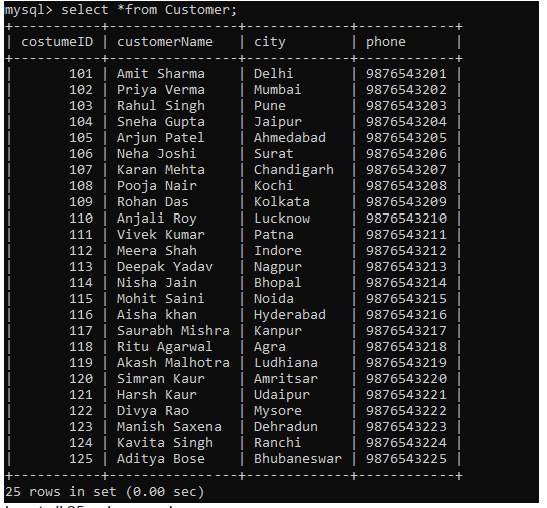 mysql> select *from Customer;
+-----------+----------------+-------------+------------+
| costumeID | customerName | city | phone |
+-----------+----------------+-------------+------------+
| 101 | Amit Sharma | Delhi | 9876543201 |
| 102 | Priya Verma | Mumbai | 9876543202 |
| 103 | Rahul Singh | Pune | 9876543203 |
| 104 | Sneha Gupta | Jaipur | 9876543204 |
| 105 | Arjun Patel | Ahmedabad | 9876543205 |
| 106 | Neha Joshi | Surat | 9876543206 |
| 107 | Karan Mehta | Chandigarh | 9876543207 |
| 108 | Pooja Nair | Kochi | 9876543208 |
| 109 | Rohan Das | Kolkata | 9876543209 |
| 110 | Anjali Roy | Lucknow | 9876543210 |
| 111 | Vivek Kumar | Patna | 9876543211 |
| 112 | Meera Shah | Indore | 9876543212 |
| 113 | Deepak Yadav | Nagpur | 9876543213 |
| 114 | Nisha Jain | Bhopal | 9876543214 |
| 115 | Mohit Saini | Noida | 9876543215 |
| 116 | Aisha khan | Hyderabad | 9876543216 |
| 117 | Saurabh Mishra | Kanpur | 9876543217 |
| 118 | Ritu Agarwal | Agra | 9876543218 |
| 119 | Akash Malhotra | Ludhiana | 9876543219 |
| 120 | Simran Kaur | Amritsar | 9876543220 |
| 121 | Harsh Kaur | Udaipur | 9876543221 |
| 122 | Divya Rao | Mysore | 9876543222 |
| 123 | Manish Saxena | Dehradun | 9876543223 |
| 124 | Kavita Singh | Ranchi | 9876543224 |
| 125 | Aditya Bose | Bhubaneswar | 9876543225 |
+-----------+----------------+-------------+------------+
25 rows in set (0.00 sec)